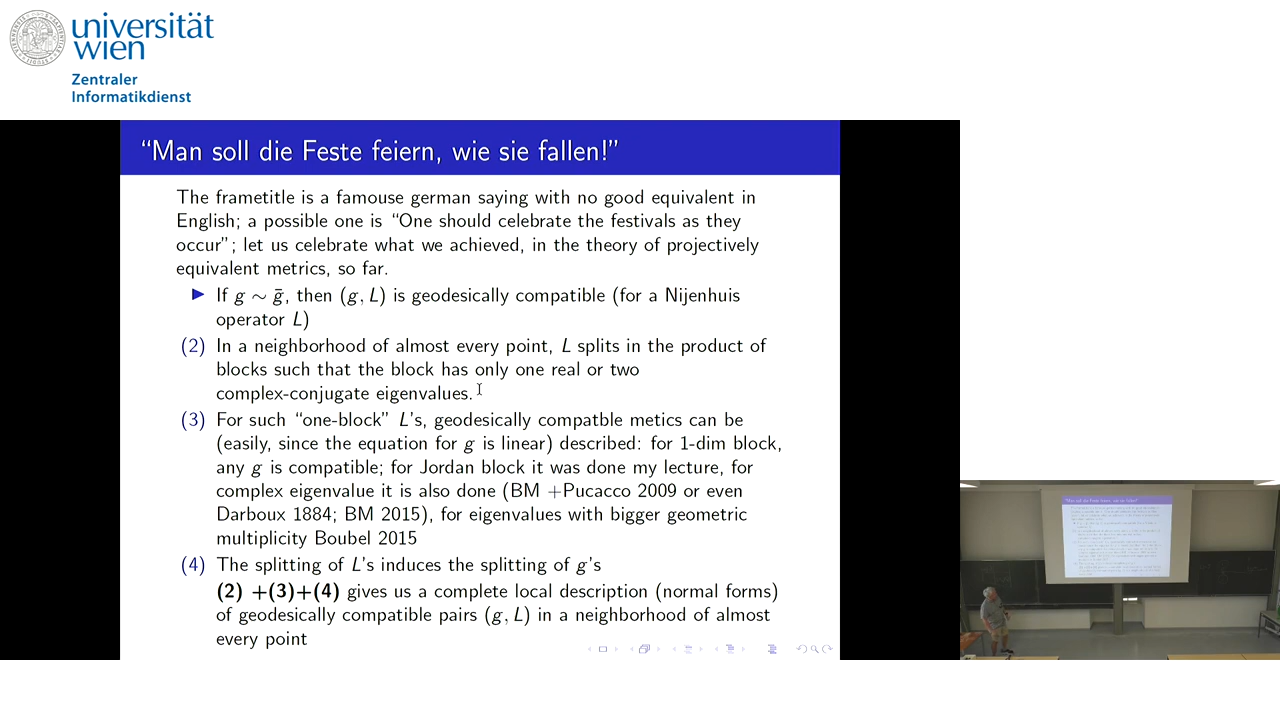 universität
wien
Zentraler
Informatikdienst
“Man soll die Feste feiern, wie sie fallen!”
The frametitle is a famouse german saying with no good equivalent in
English; a possible one is “One should celebrate the festivals as they
occur”; let us celebrate what we achieved, in the theory of projectively
equivalent metrics, so far.
▶ If g ∼ ḡ, then (g, L) is geodesically compatible (for a Nijenhuis
operator L)
(2) In a neighborhood of almost every point, L splits in the product of
blocks such that the block has only one real or two
complex-conjugate eigenvalues.
(3) For such “one-block” L's, geodesically compatble metics can be
(easily, since the equation for g is linear) described: for 1-dim block,
any g is compatible; for Jordan block it was done my lecture, for
complex eigenvalue it is also done (BM +Pucacco 2009 or even
Darboux 1884; BM 2015), for eigenvalues with bigger geometric
multiplicity Boubel 2015
(4) The splitting of L's induces the splitting of g's
(2) +(3)+(4) gives us a complete local description (normal forms)
of geodesically compatible pairs (g, L) in a neighborhood of almost
every point